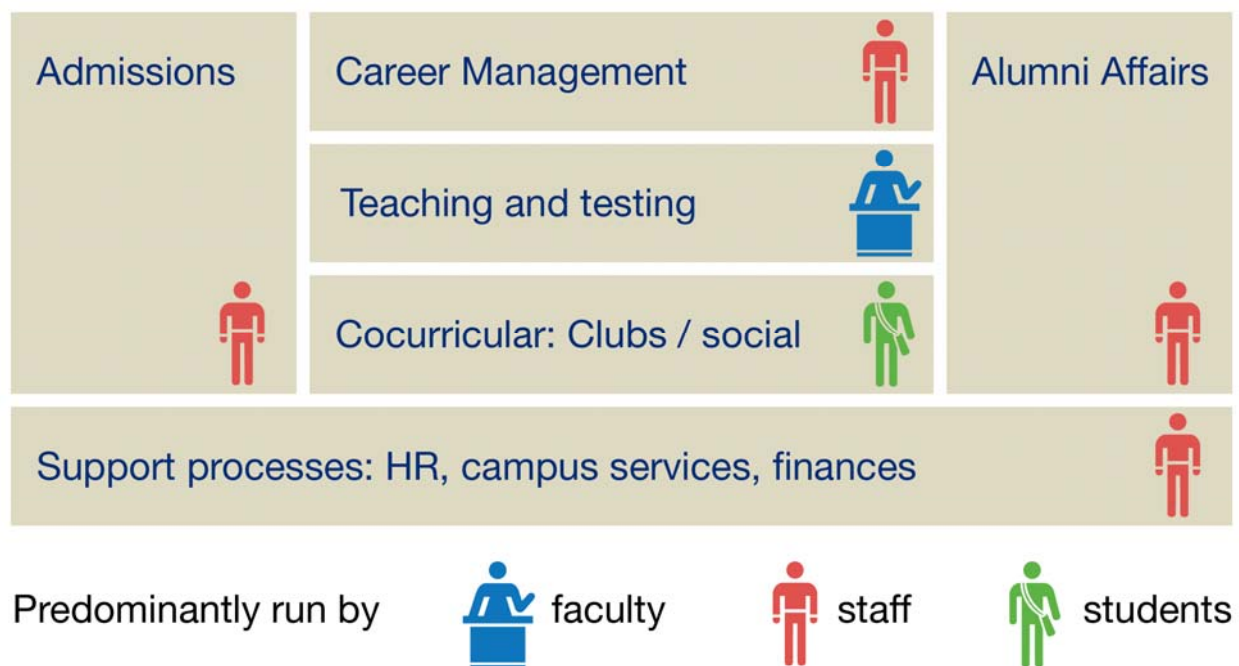 Admissions
Career Management
Alumni Affairs
Teaching and testing
Cocurricular: Clubs / social
Support processes: HR, campus services, finances
Predominantly run by faculty staff students